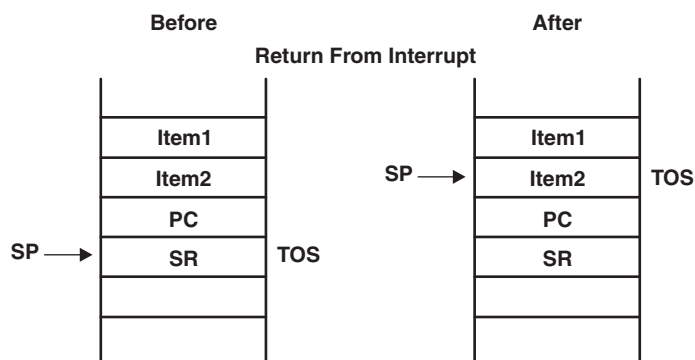 Before
After
Return From Interrupt
Item1
Item2
PC
SP
SR
TOS
Item1
SP
Item2
TOS
PC
SR